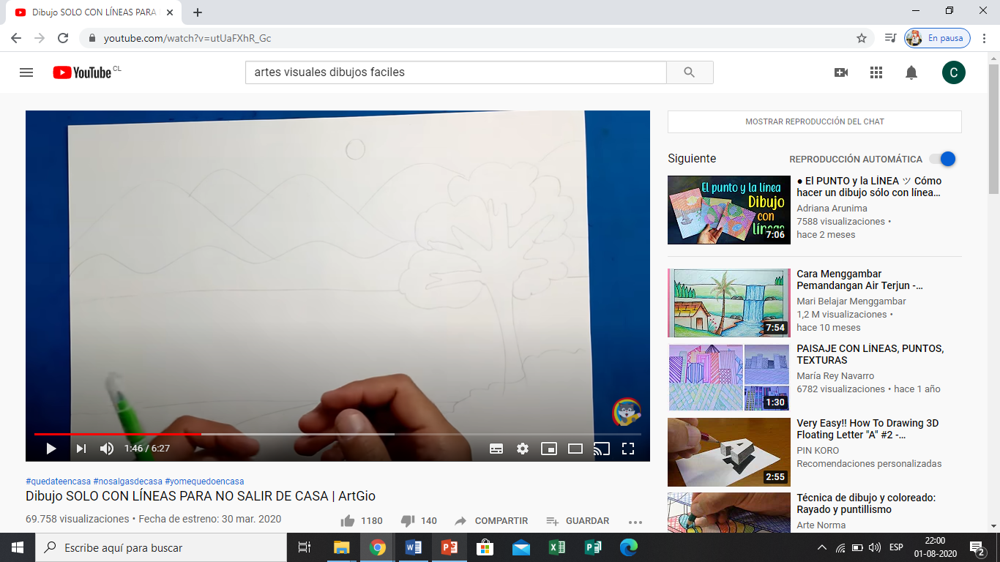 Dibujo SOLO CON LÍNEAS PARA
youtube.com/watch?v=utUaFXhR_Gc
En pausa
YouTube CL
artes visuales dibujos faciles
C
MOSTRAR REPRODUCCIÓN DEL CHAT
Siguiente
REPRODUCCIÓN AUTOMÁTICA
El punto y la línea
Dibujo
con
líneas
7:06
● El PUNTO y la LÍNEA ツ Cómo
hacer un dibujo sólo con línea...
Adriana Arunima
7588 visualizaciones •
hace 2 meses
7:54
Cara Menggambar
Pemandangan Air Terjun -...
Mari Belajar Menggambar
1,2 M visualizaciones •
hace 10 meses
1:30
PAISAJE CON LÍNEAS, PUNTOS,
TEXTURAS
María Rey Navarro
6782 visualizaciones • hace 1 año
2:55
Very Easy!! How To Drawing 3D
Floating Letter "A" #2 -...
PIN KORO
Recomendaciones personalizadas
Técnica de dibujo y coloreado:
Rayado y puntillismo
Arte Norma
1:46 / 6:27
#quedateencasa #nosalgasdecasa #yomequedoencasa
Dibujo SOLO CON LÍNEAS PARA NO SALIR DE CASA | ArtGio
69.758 visualizaciones • Fecha de estreno: 30 mar. 2020
1180
140
COMPARTIR
GUARDAR
Escribe aquí para buscar
ESP
22:00
01-08-2020
2